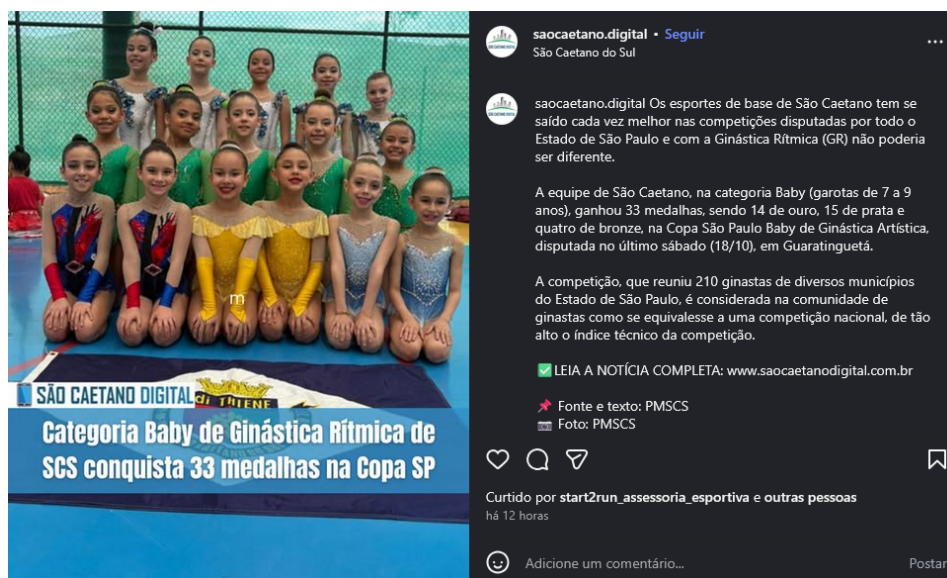 m
di THIENE
SÃO CAETANO DIGITAL
Categoria Baby de Ginástica Rítmica de
SCS conquista 33 medalhas na Copa SP
saocaetano.digital • Seguir
São Caetano do Sul
saocaetano.digital Os esportes de base de São Caetano tem se
saído cada vez melhor nas competições disputadas por todo o
Estado de São Paulo e com a Ginástica Rítmica (GR) não poderia
ser diferente.
A equipe de São Caetano, na categoria Baby (garotas de 7 a 9
anos), ganhou 33 medalhas, sendo 14 de ouro, 15 de prata e
quatro de bronze, na Copa São Paulo Baby de Ginástica Artística,
disputada no último sábado (18/10), em Guaratinguetá.
A competição, que reuniu 210 ginastas de diversos municípios
do Estado de São Paulo, é considerada na comunidade de
ginastas como se equivalesse a uma competição nacional, de tão
alto o índice técnico da competição.
✅LEIA A NOTÍCIA COMPLETA: www.saocaetanodigital.com.br
📌 Fonte e texto: PMSCS
📷 Foto: PMSCS
Curtido por start2run_assessoria_esportiva e outras pessoas
há 12 horas
Adicione um comentário...
Postar